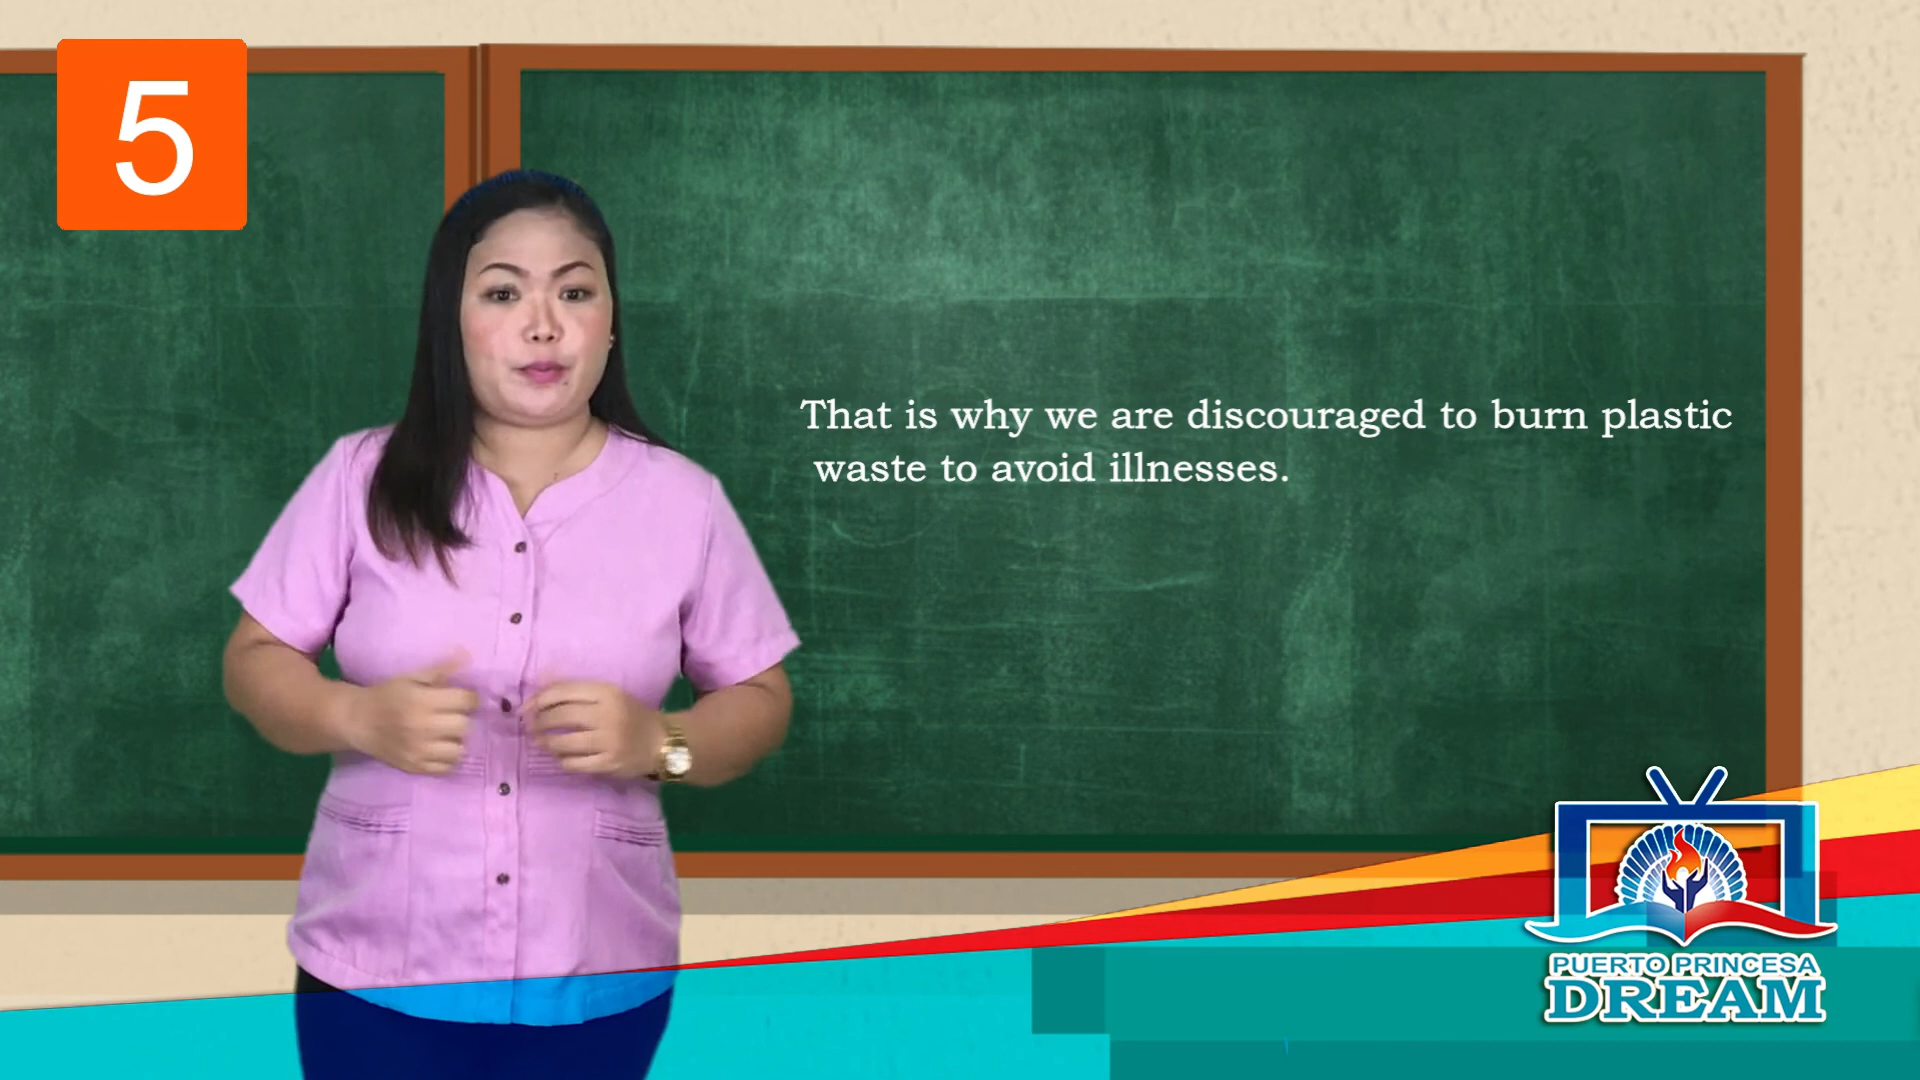 5
That is why we are discouraged to burn plastic
waste to avoid illnesses.
PUERTO PRINCESA
DREAM